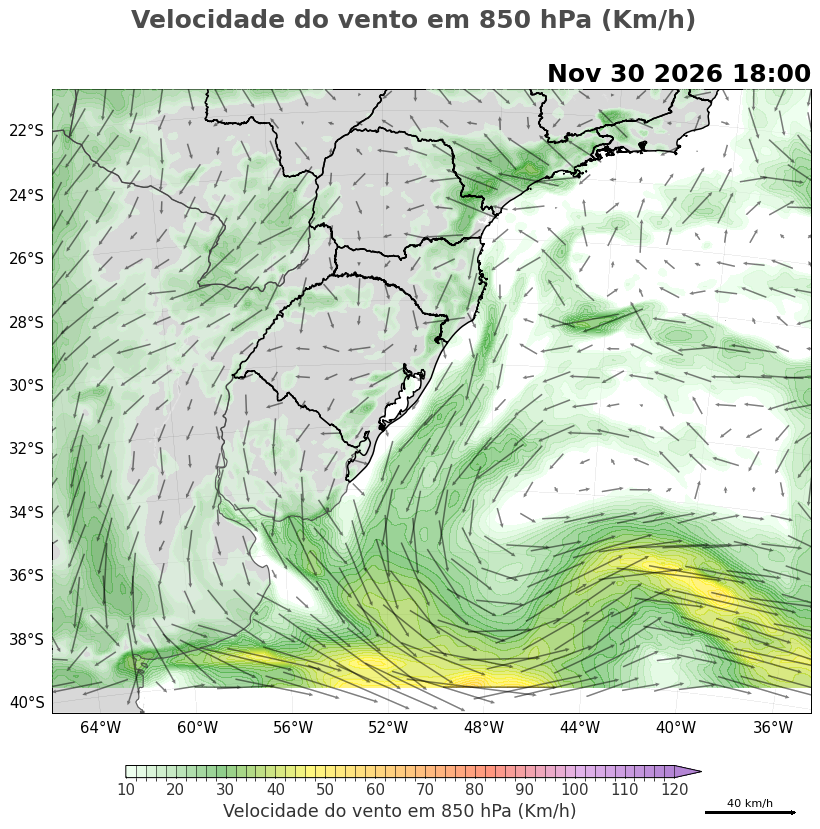 Velocidade do vento em 850 hPa (Km/h)
Nov 30 2026 18:00
22°S
24°S
26°S
28°S
30°S
32°S
34°S
36°S
38°S
40°S
64°W 60°W 56°W 52°W 48°W 44°W 40°W 36°W
10 20 30 40 50 60 70 80 90 100 110 120
Velocidade do vento em 850 hPa (Km/h)
40 km/h